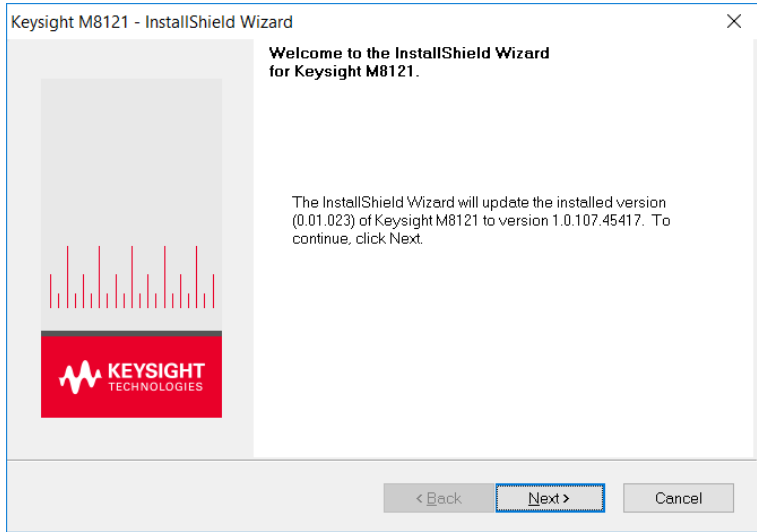 Keysight M8121 - InstallShield Wizard
Welcome to the InstallShield Wizard
for Keysight M8121.
The InstallShield Wizard will update the installed version
(0.01.023) of Keysight M8121 to version 1.0.107.45417. To
continue, click Next.
KEYSIGHT
TECHNOLOGIES
< Back
Next >
Cancel